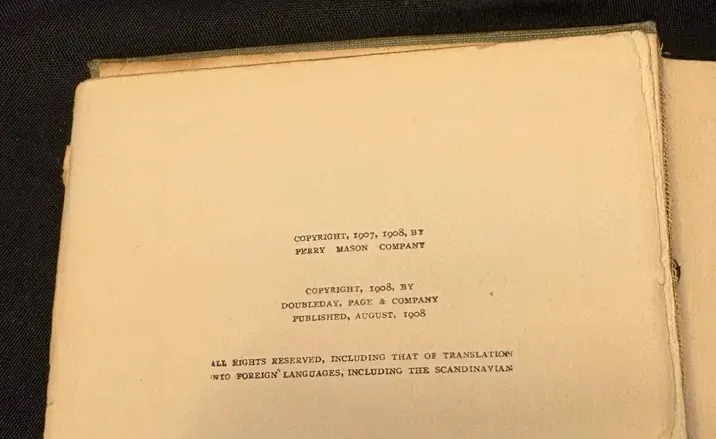 COPYRIGHT, 1907, 1908, BY
PERRY MASON COMPANY
COPYRIGHT, 1908, BY
DOUBLEDAY, PAGE & COMPANY
PUBLISHED, AUGUST, 1908
ALL RIGHTS RESERVED, INCLUDING THAT OF TRANSLATION
INTO FOREIGN LANGUAGES, INCLUDING THE SCANDINAVIAN